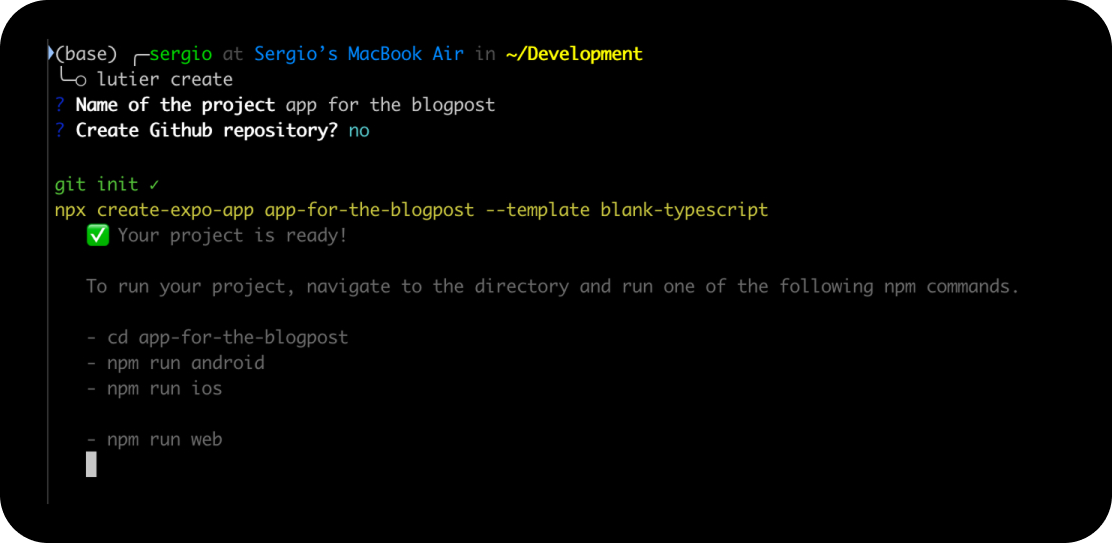 (base) ╭─sergio at Sergio’s MacBook Air in ~/Development
╰─○ lutier create
? Name of the project app for the blogpost
? Create Github repository? no
git init ✓
npx create-expo-app app-for-the-blogpost --template blank-typescript
✅ Your project is ready!
To run your project, navigate to the directory and run one of the following npm commands.
- cd app-for-the-blogpost
- npm run android
- npm run ios
- npm run web